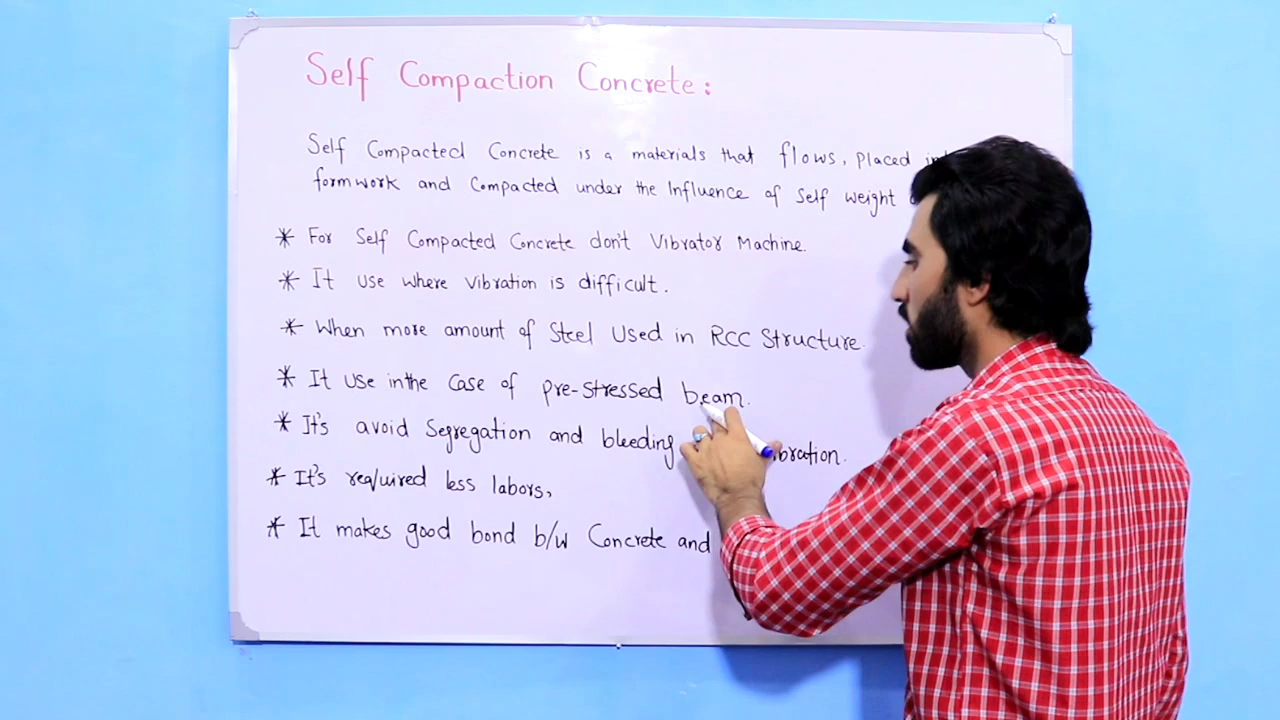 Self Compaction Concrete:
Self Compacted Concrete is a materials that flows, placed
formwork and Compacted under the Influence of Self weight
* For Self Compacted Concrete don't Vibrator Machine.
* It use where vibration is difficult.
* When more amount of Steel Used in RCC Structure.
* It use in the Case of pre-stressed beam.
* It's avoid Segregation and bleeding
* It's required less labors,
* It makes good bond b/w Concrete and